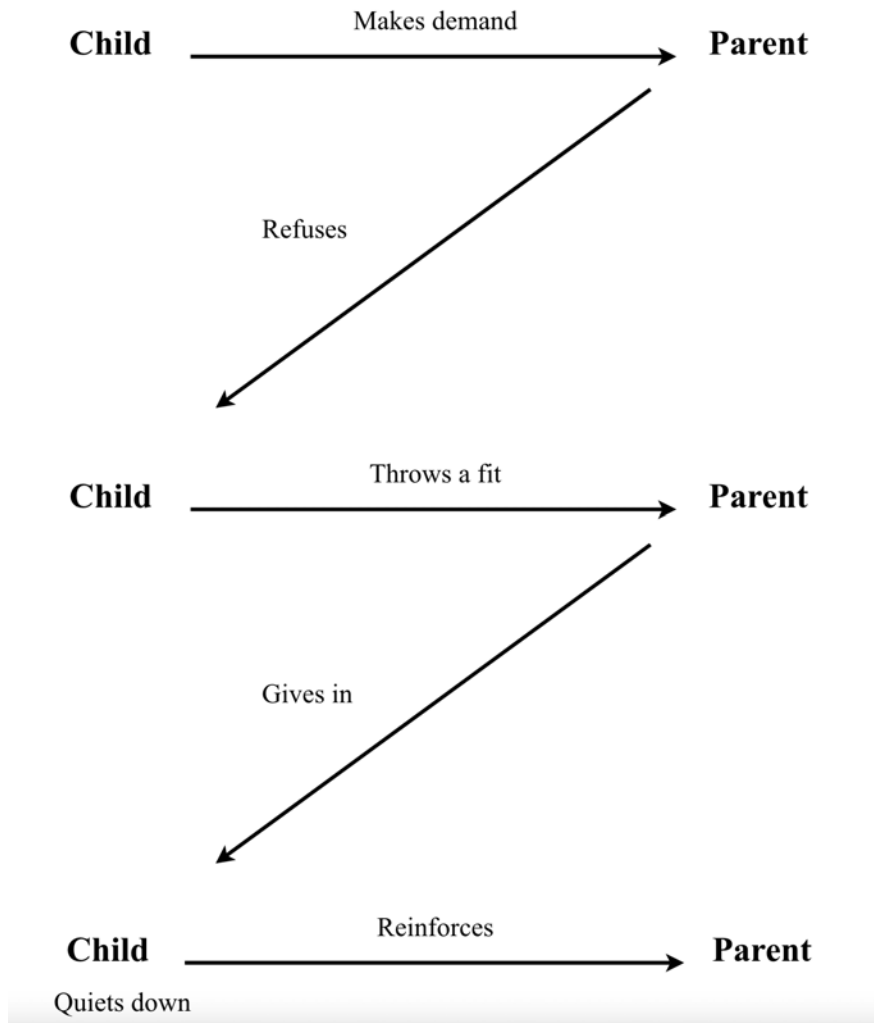 Makes demand
Child
Parent
Refuses
Throws a fit
Child
Parent
Gives in
Reinforces
Child
Parent
Quiets down